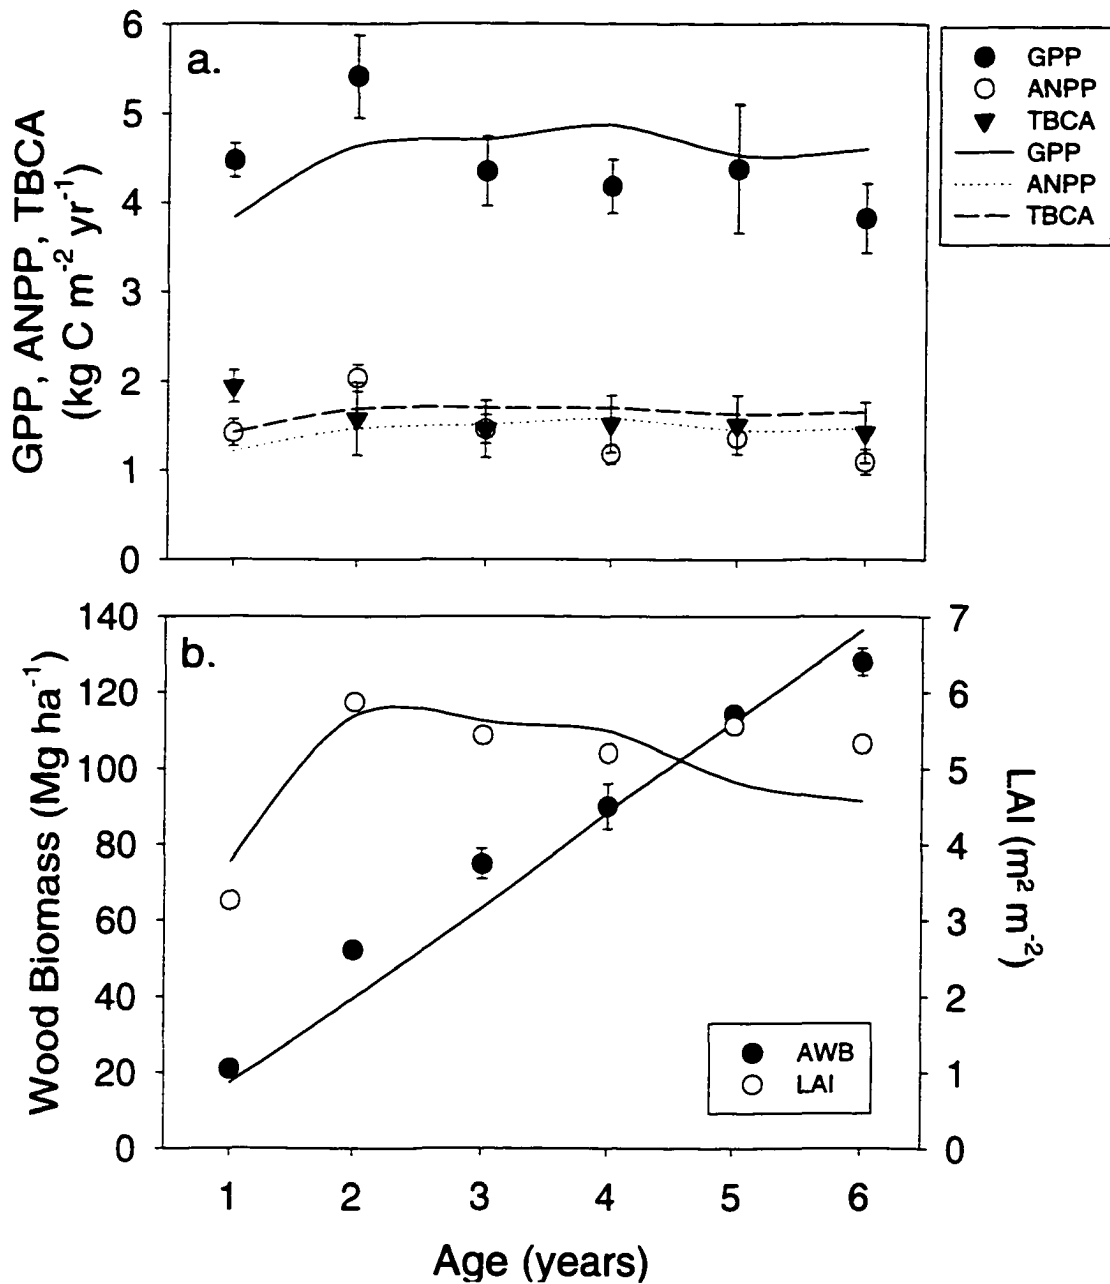 a.
GPP, ANPP, TBCA
(kg C m⁻² yr⁻¹)
6
5
4
3
2
1
0
GPP
ANPP
TBCA
GPP
ANPP
TBCA
b.
Wood Biomass (Mg ha⁻¹)
140
120
100
80
60
40
20
0
7
6
5
4
3
2
1
0
LAI (m² m⁻²)
AWB
LAI
1 2 3 4 5 6
Age (years)